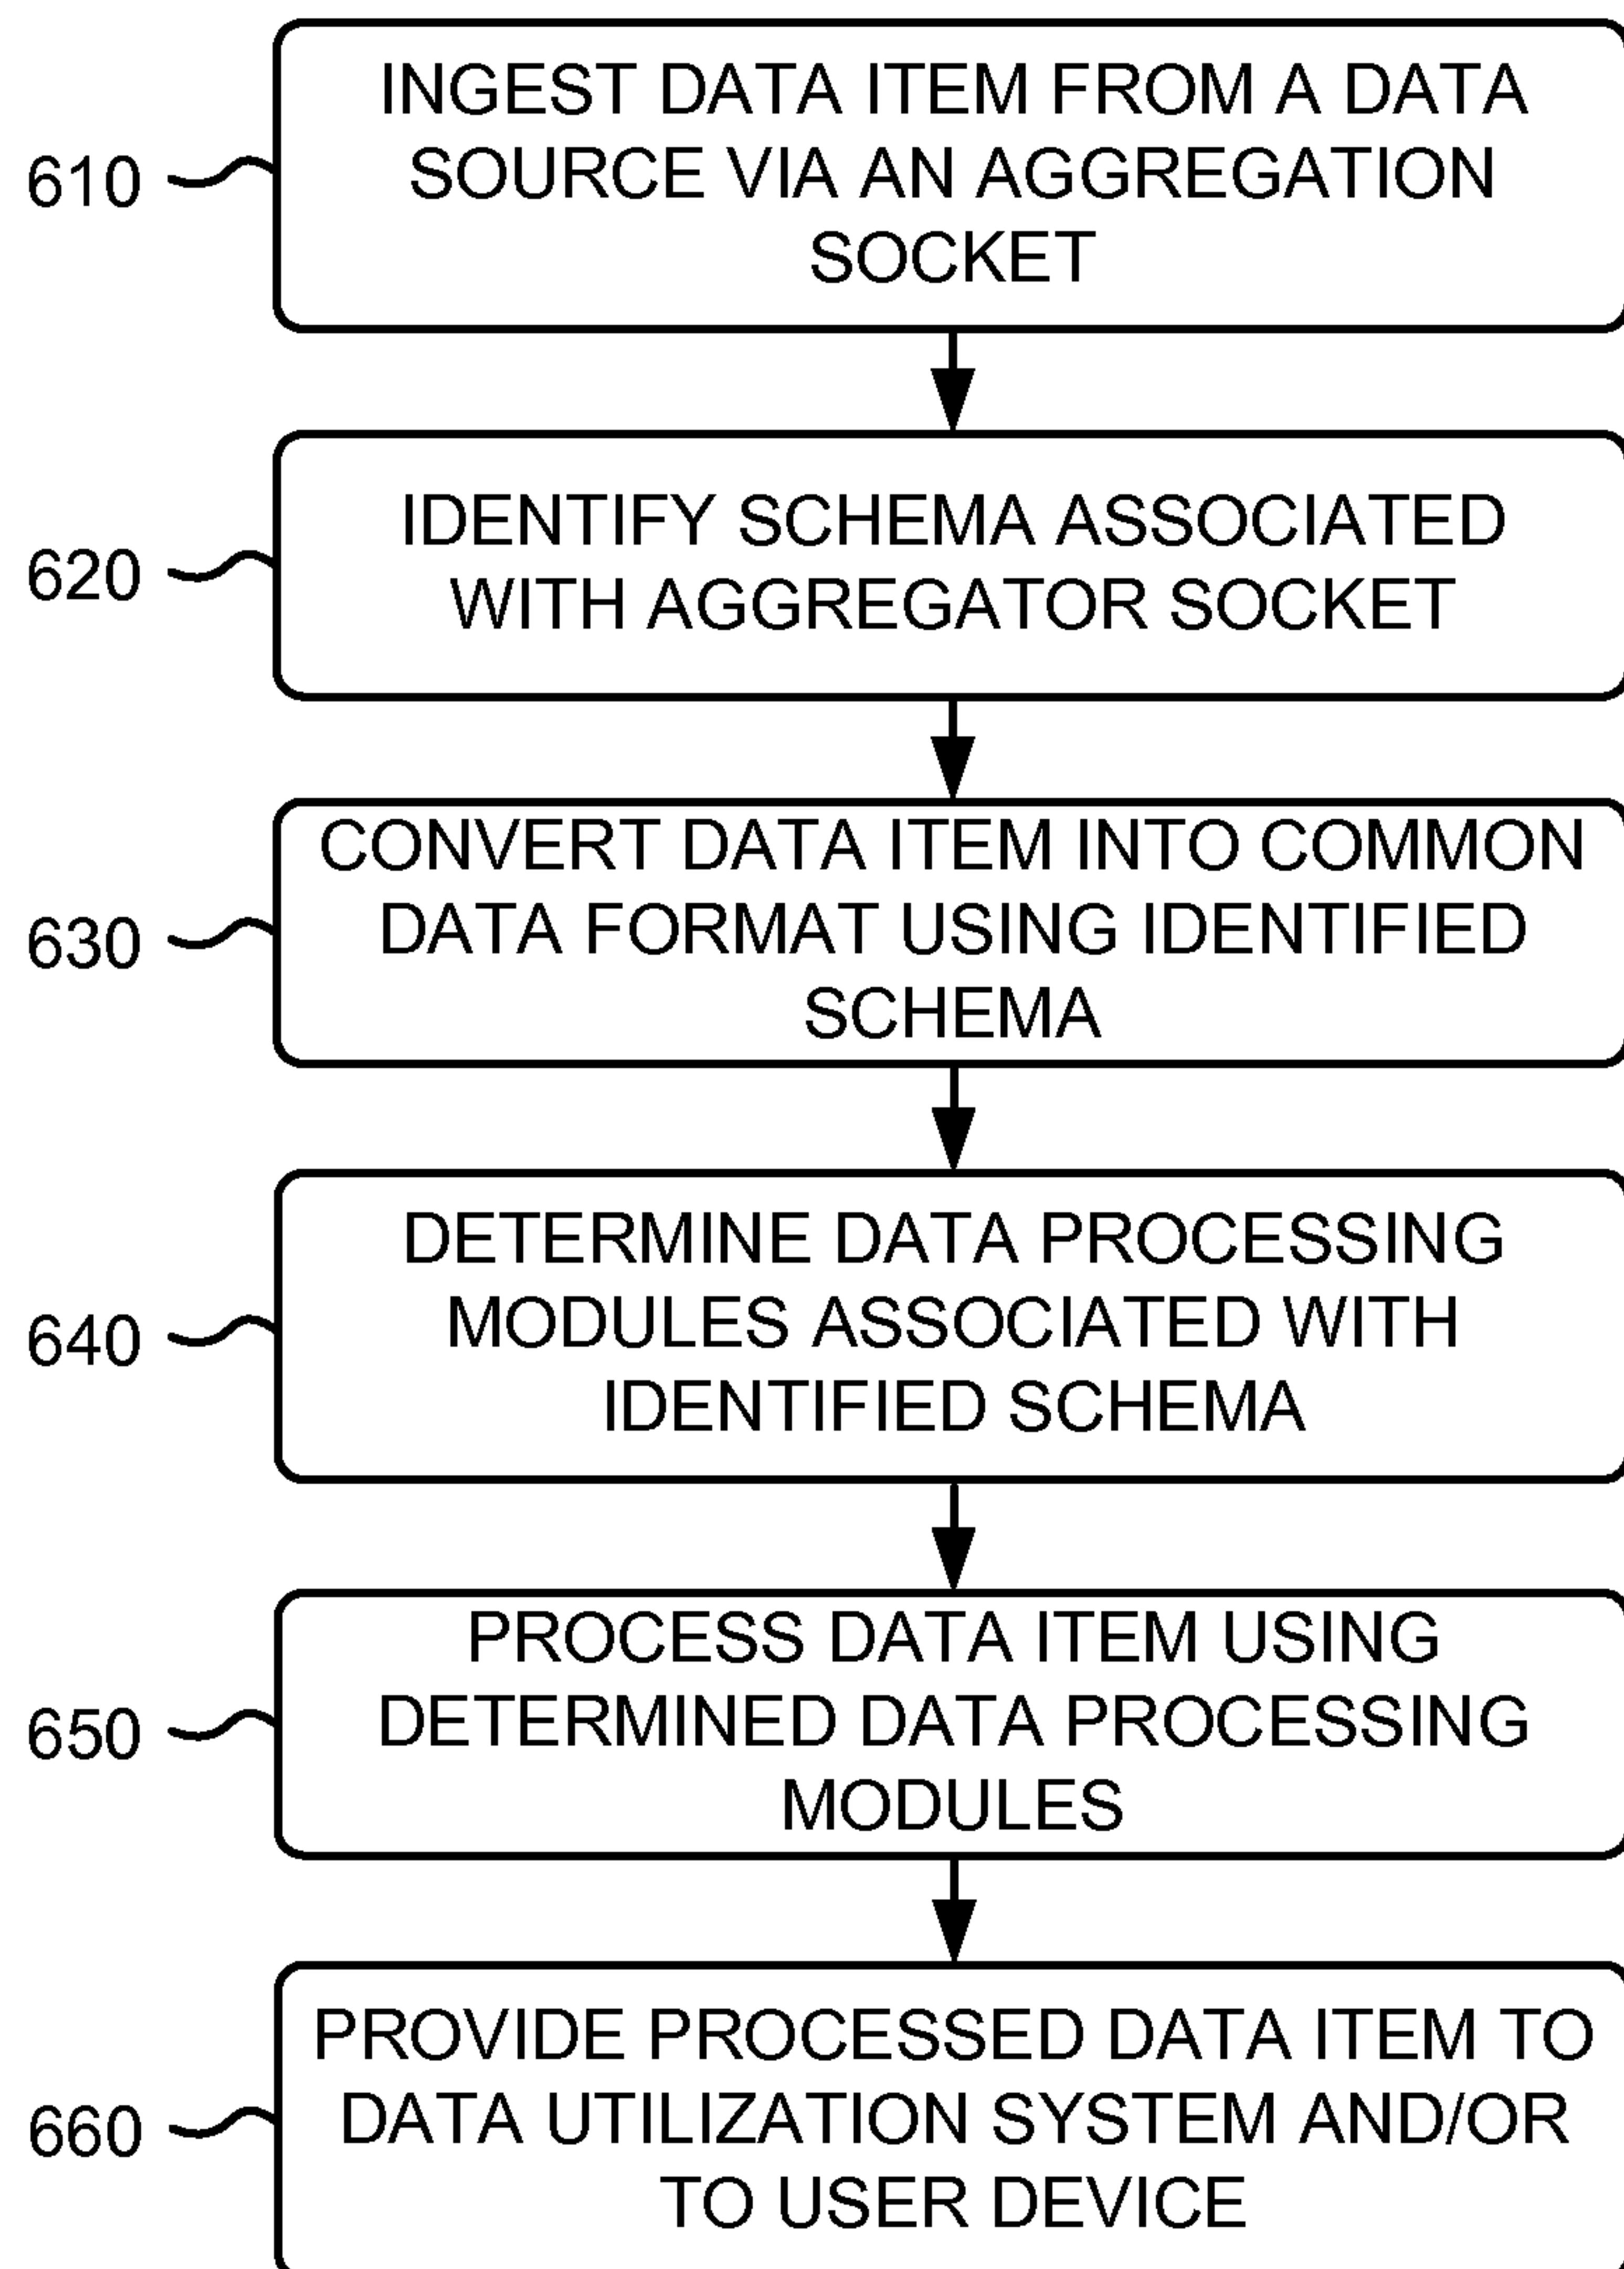 INGEST DATA ITEM FROM A DATA
SOURCE VIA AN AGGREGATION
SOCKET
610
IDENTIFY SCHEMA ASSOCIATED
WITH AGGREGATOR SOCKET
620
CONVERT DATA ITEM INTO COMMON
DATA FORMAT USING IDENTIFIED
SCHEMA
630
DETERMINE DATA PROCESSING
MODULES ASSOCIATED WITH
IDENTIFIED SCHEMA
640
PROCESS DATA ITEM USING
DETERMINED DATA PROCESSING
MODULES
650
PROVIDE PROCESSED DATA ITEM TO
DATA UTILIZATION SYSTEM AND/OR
TO USER DEVICE
660